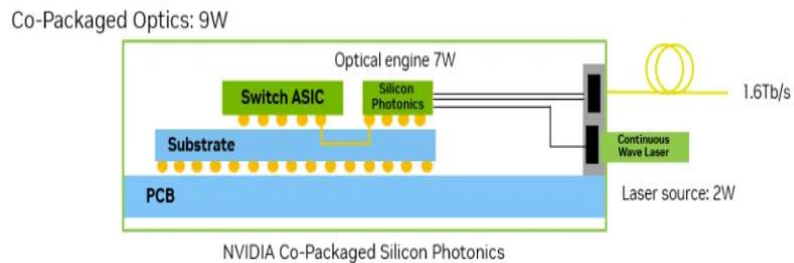 Co-Packaged Optics: 9W
Optical engine 7W
Switch ASIC
Silicon
Photonics
1.6Tb/s
Substrate
Continuous
Wave Laser
PCB
Laser source: 2W
NVIDIA Co-Packaged Silicon Photonics